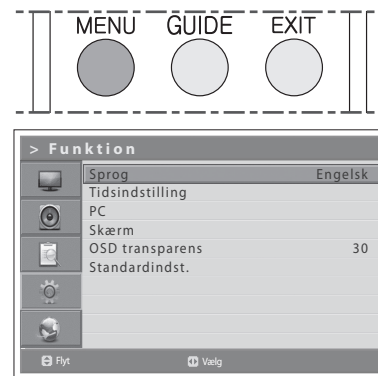 MENU GUIDE EXIT
> Funktion
Sprog Engelsk
Tidsindstilling
PC
Skærm
OSD transparens 30
Standardindst.
Flyt Vælg